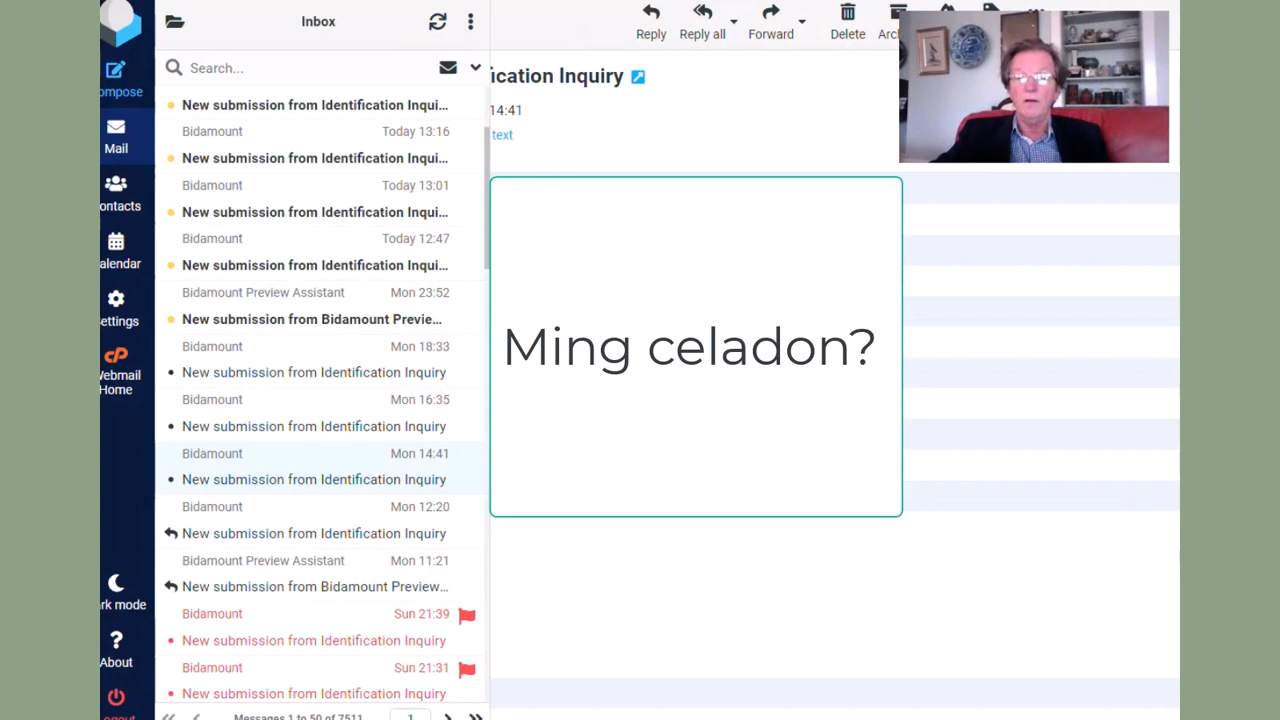 ompose
Mail
ontacts
alendar
ettings
Webmail
Home
rk mode
?
About
Inbox
Search...
New submission from Identification Inqui...
Bidamount Today 13:16
New submission from Identification Inqui...
Bidamount Today 13:01
New submission from Identification Inqui...
Bidamount Today 12:47
New submission from Identification Inqui...
Bidamount Preview Assistant Mon 23:52
New submission from Bidamount Previe...
Bidamount Mon 18:33
New submission from Identification Inquiry
Bidamount Mon 16:35
New submission from Identification Inquiry
Bidamount Mon 14:41
New submission from Identification Inquiry
Bidamount Mon 12:20
New submission from Identification Inquiry
Bidamount Preview Assistant Mon 11:21
New submission from Bidamount Preview...
Bidamount Sun 21:39
New submission from Identification Inquiry
Bidamount Sun 21:31
New submission from Identification Inquiry
Messages 1 to 50 of 7511 1
Reply Reply all Forward Delete Arc
ification Inquiry
14:41
text
Ming celadon?